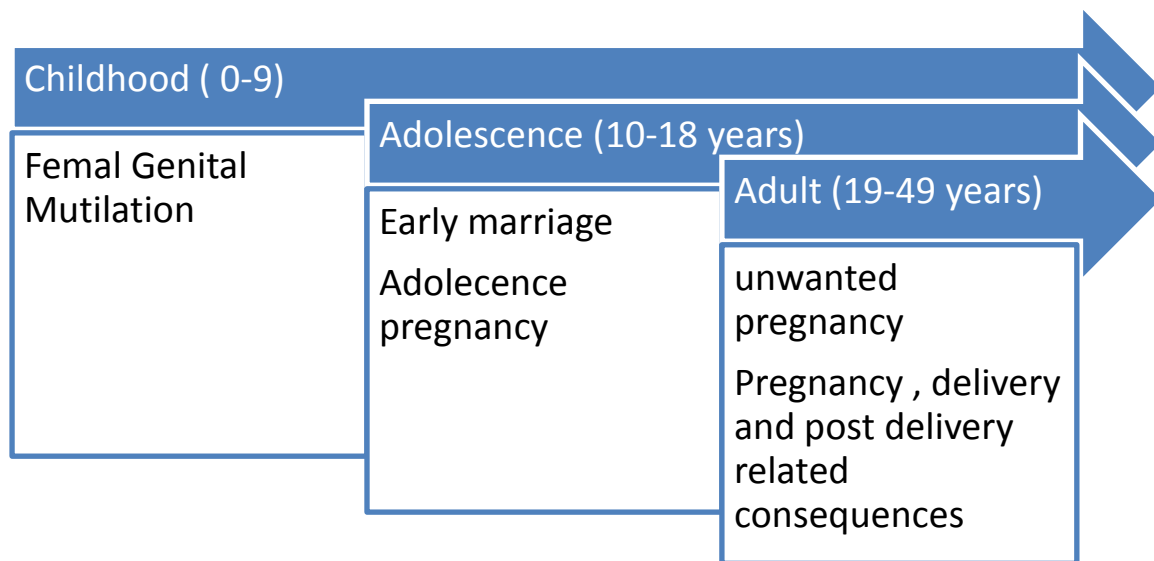 Childhood ( 0-9)
Femal Genital
Mutilation
Adolescence (10-18 years)
Early marriage
Adolecence
pregnancy
Adult (19-49 years)
unwanted
pregnancy
Pregnancy , delivery
and post delivery
related
consequences